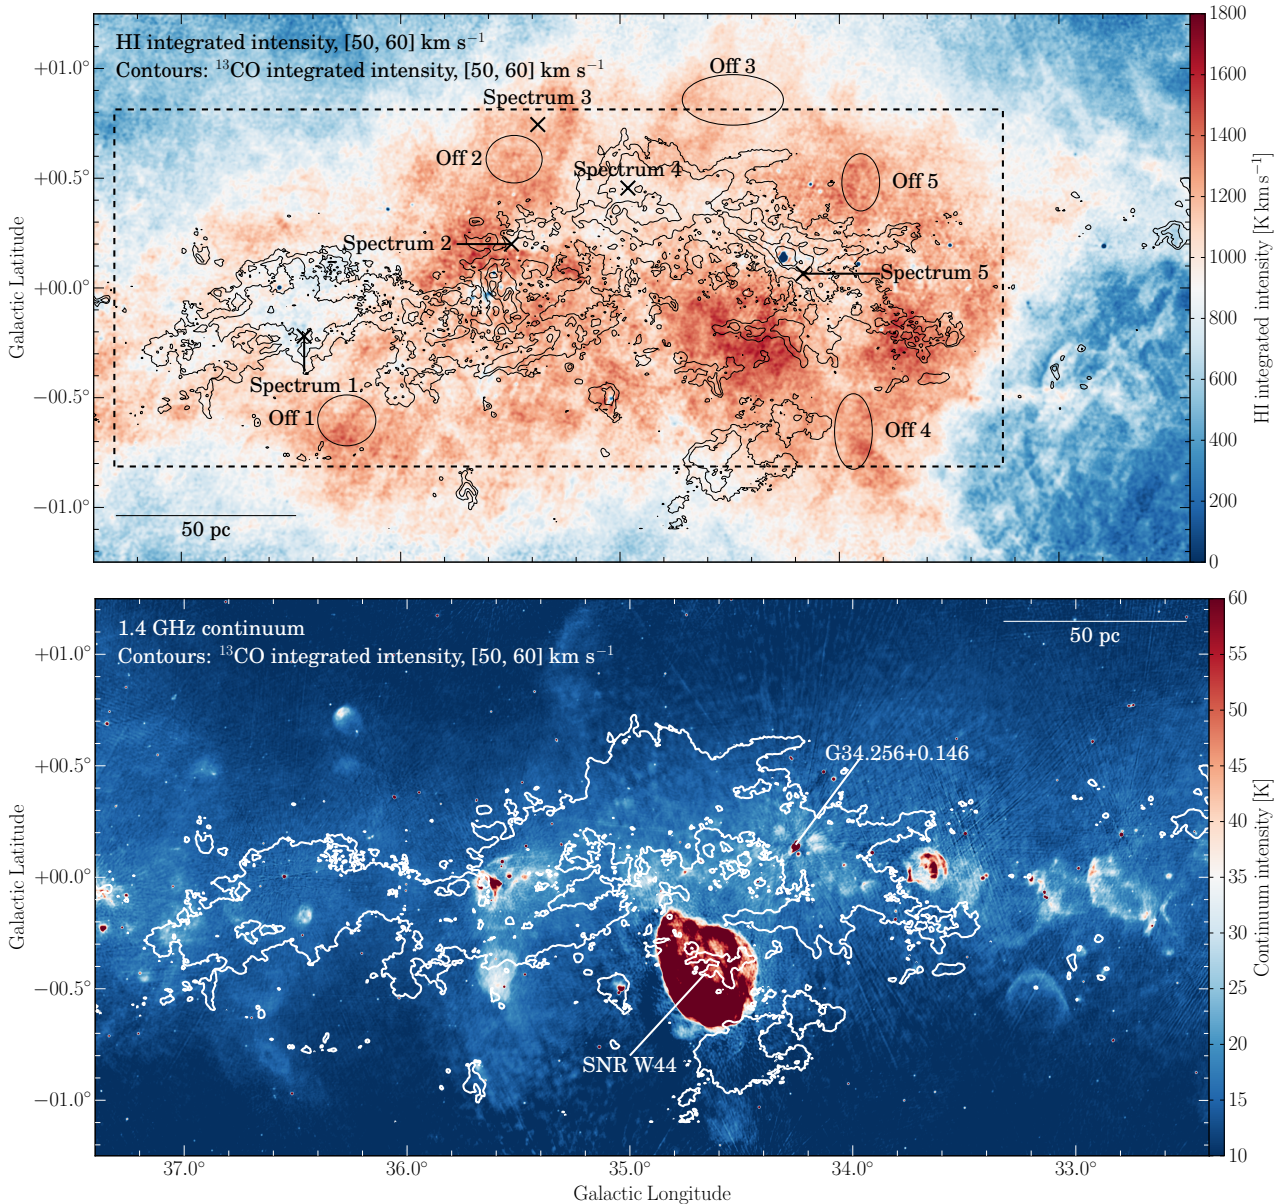 HI integrated intensity, [50, 60] km s⁻¹
Contours: ¹³CO integrated intensity, [50, 60] km s⁻¹
Off 3
Spectrum 3
Off 2
Spectrum 4
Off 5
Spectrum 2
Spectrum 5
Spectrum 1
Off 1
Off 4
50 pc
+01.0°
+00.5°
+00.0°
−00.5°
−01.0°
Galactic Latitude
1800
1600
1400
1200
1000
800
600
400
200
0
HI integrated intensity [K km s⁻¹]
1.4 GHz continuum
Contours: ¹³CO integrated intensity, [50, 60] km s⁻¹
50 pc
G34.256+0.146
SNR W44
+01.0°
+00.5°
+00.0°
−00.5°
−01.0°
Galactic Latitude
60
55
50
45
40
35
30
25
20
15
10
Continuum intensity [K]
37.0° 36.0° 35.0° 34.0° 33.0°
Galactic Longitude